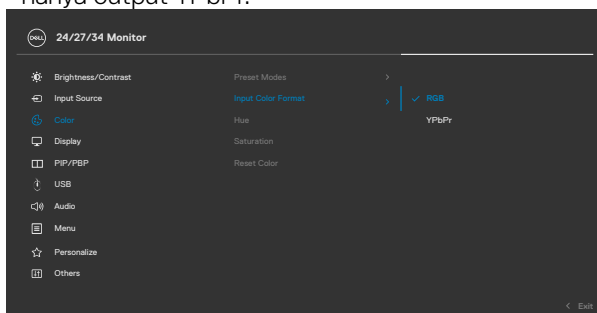 hanya output YPbPr.
DELL
24/27/34 Monitor
Brightness/Contrast
Preset Modes
Input Source
Input Color Format
RGB
Color
Hue
YPbPr
Display
Saturation
PIP/PBP
Reset Color
USB
Audio
Menu
Personalize
Others
Exit